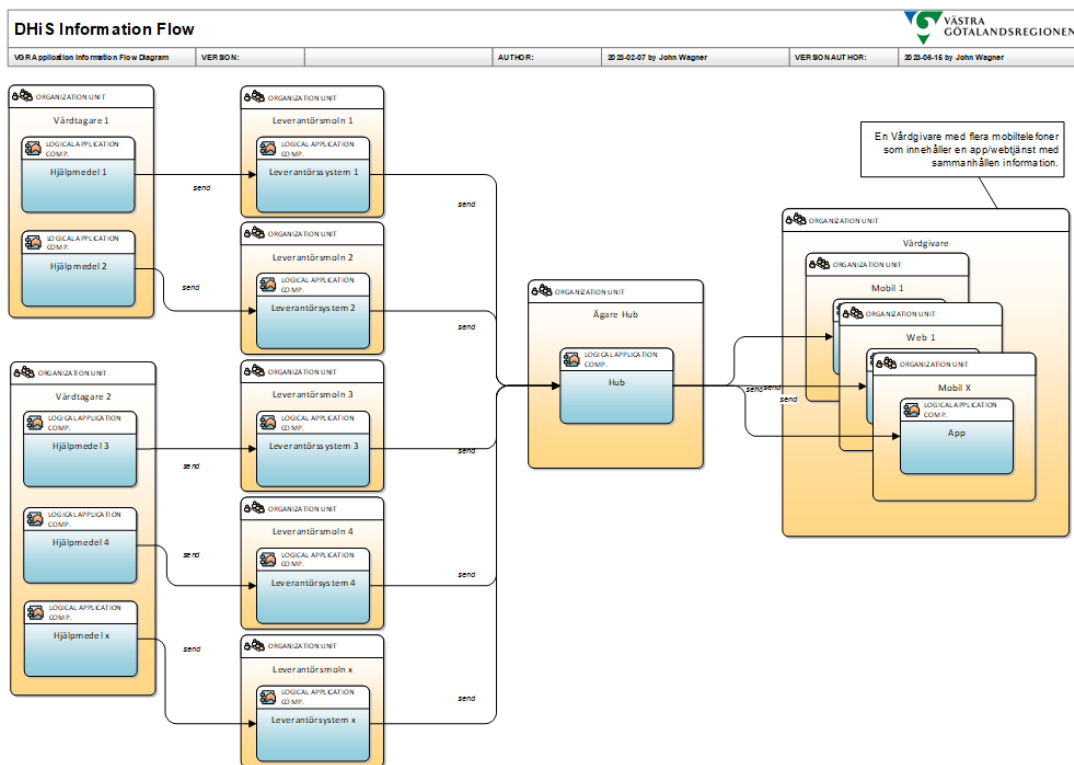 DHiS Information Flow
VÄSTRA
GÖTALANDSREGIONEN
VGR Application Information Flow Diagram
VERSION:
AUTHOR:
2023-02-07 by John Wagner
VERSION AUTHOR:
2023-06-15 by John Wagner
ORGANIZATION UNIT
Vårdtagare 1
LOGICAL APPLICATION
COMP.
Hjälpmedel 1
LOGICAL APPLICATION
COMP.
Hjälpmedel 2
send
send
ORGANIZATION UNIT
Leverantörsmoln 1
LOGICAL APPLICATION
COMP.
Leverantörssystem 1
send
ORGANIZATION UNIT
Leverantörsmoln 2
LOGICAL APPLICATION
COMP.
Leverantörsystem 2
send
ORGANIZATION UNIT
Vårdtagare 2
LOGICAL APPLICATION
COMP.
Hjälpmedel 3
LOGICAL APPLICATION
COMP.
Hjälpmedel 4
LOGICAL APPLICATION
COMP.
Hjälpmedel x
send
send
send
ORGANIZATION UNIT
Leverantörsmoln 3
LOGICAL APPLICATION
COMP.
Leverantörssystem 3
send
ORGANIZATION UNIT
Leverantörsmoln 4
LOGICAL APPLICATION
COMP.
Leverantörsystem 4
send
ORGANIZATION UNIT
Leverantörsmoln x
LOGICAL APPLICATION
COMP.
Leverantörsystem x
send
ORGANIZATION UNIT
Ägare Hub
LOGICAL APPLICATION
COMP.
Hub
send
send
send
En Vårdgivare med flera mobiltelefoner
som innehåller en app/webtjänst med
sammanhållen information.
ORGANIZATION UNIT
Vårdgivare
ORGANIZATION UNIT
Mobil 1
ORGANIZATION UNIT
Web 1
ORGANIZATION UNIT
Mobil X
LOGICAL APPLICATION
COMP.
App